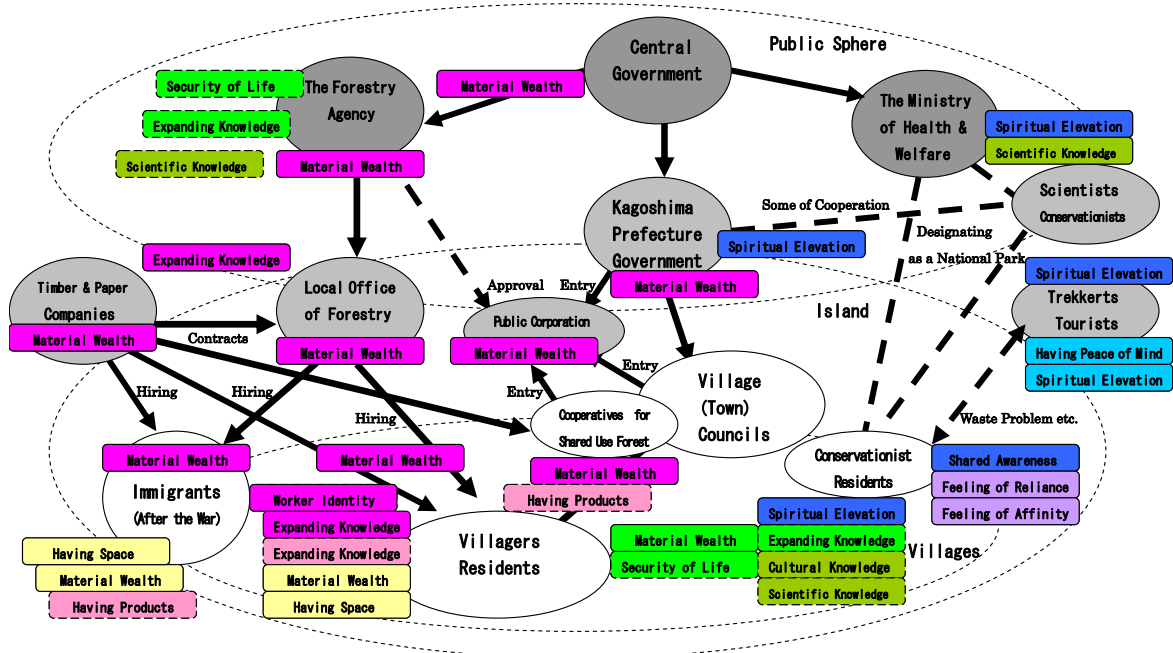 Public Sphere
Central
Government
Material Wealth
Security of Life
The Forestry
Agency
Expanding Knowledge
Scientific Knowledge
Material Wealth
The Ministry
of Health &
Welfare
Spiritual Elevation
Scientific Knowledge
Scientists
Conservationists
Some of Cooperation
Kagoshima
Prefecture
Government
Spiritual Elevation
Material Wealth
Designating
as a National Park
Expanding Knowledge
Timber & Paper
Companies
Material Wealth
Contracts
Local Office
of Forestry
Material Wealth
Approval
Entry
Public Corporation
Material Wealth
Island
Spiritual Elevation
Trekkerts
Tourists
Having Peace of Mind
Spiritual Elevation
Entry
Entry
Village
(Town)
Councils
Hiring
Hiring
Hiring
Cooperatives for
Shared Use Forest
Material Wealth
Having Products
Waste Problem etc.
Conservationist
Residents
Shared Awareness
Feeling of Reliance
Feeling of Affinity
Material Wealth
Immigrants
(After the War)
Material Wealth
Worker Identity
Expanding Knowledge
Expanding Knowledge
Material Wealth
Having Space
Villagers
Residents
Having Space
Material Wealth
Having Products
Material Wealth
Security of Life
Spiritual Elevation
Expanding Knowledge
Cultural Knowledge
Scientific Knowledge
Villages